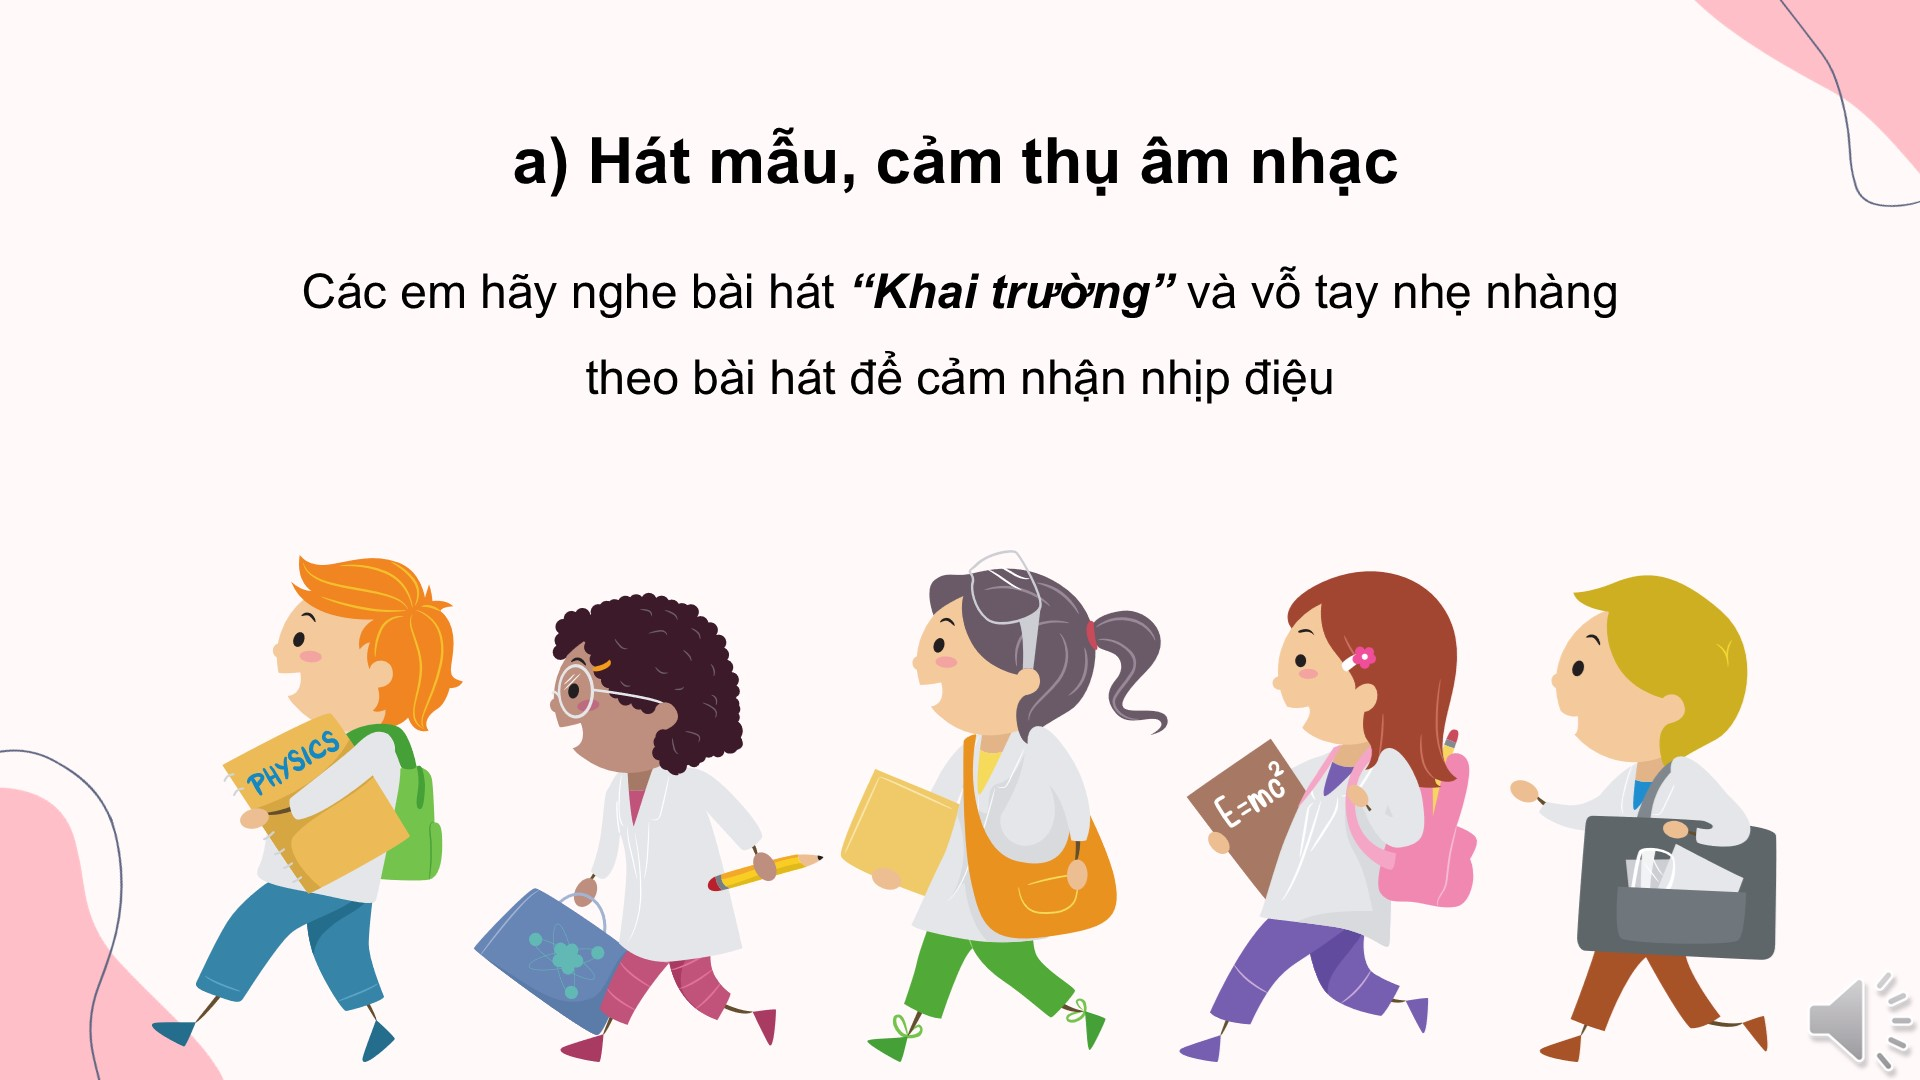 a) Hát mẫu, cảm thụ âm nhạc
Các em hãy nghe bài hát “Khai trường” và vỗ tay nhẹ nhàng
theo bài hát để cảm nhận nhịp điệu
PHYSICS
E=mc²